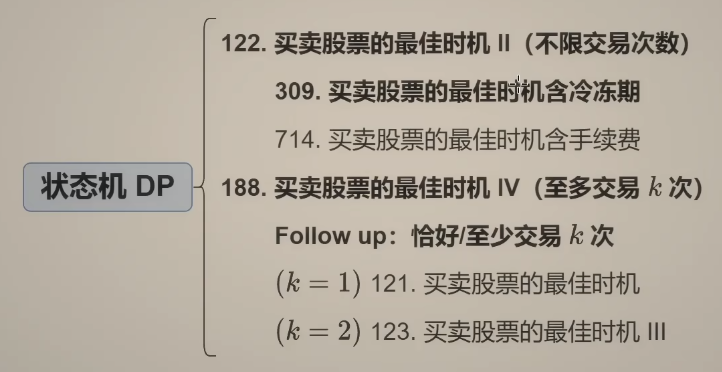 状态机 DP
122. 买卖股票的最佳时机 II（不限交易次数）
309. 买卖股票的最佳时机含冷冻期
714. 买卖股票的最佳时机含手续费
188. 买卖股票的最佳时机 IV（至多交易 k 次）
Follow up：恰好/至少交易 k 次
(k = 1) 121. 买卖股票的最佳时机
(k = 2) 123. 买卖股票的最佳时机 III